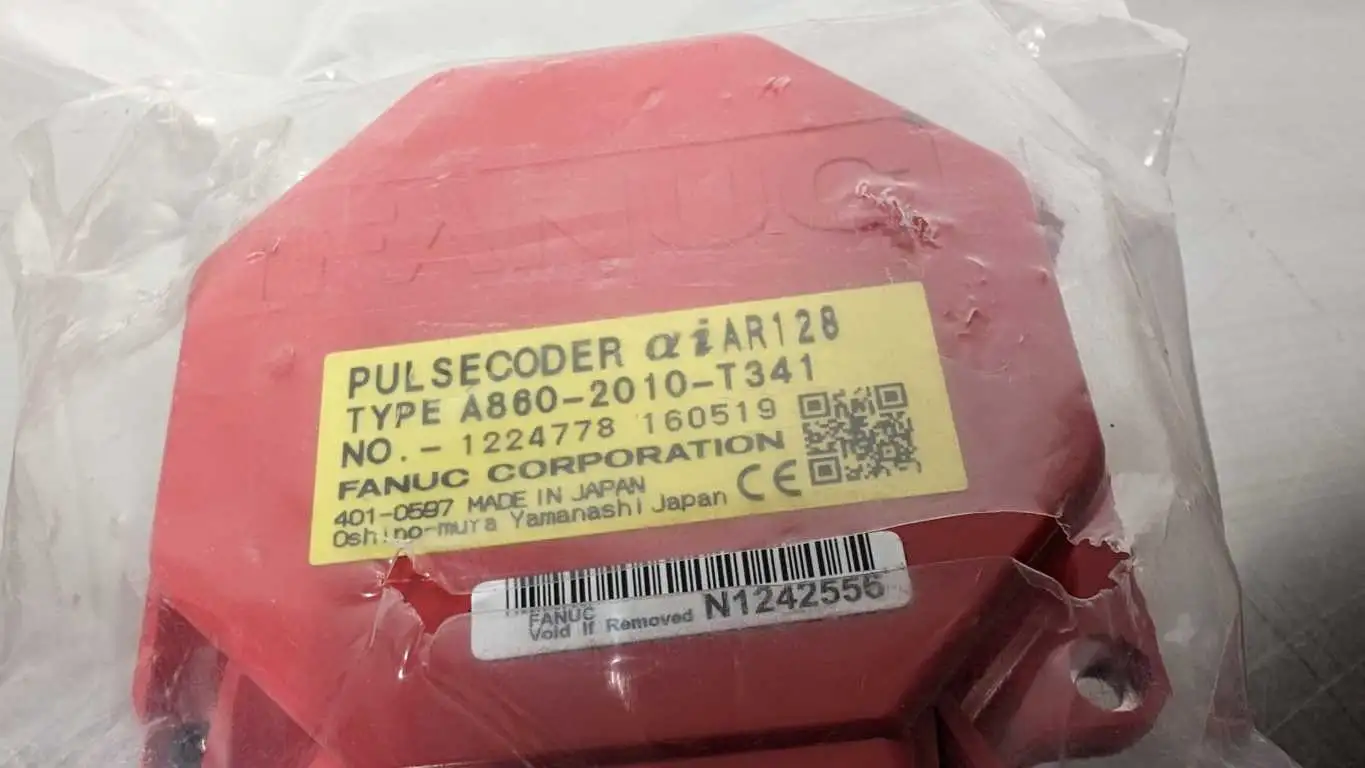 FANUC
PULSECODER αiAR128
TYPE A860-2010-T341
NO.- 1224778 160519
FANUC CORPORATION
401-0597 MADE IN JAPAN
Oshino-mura Yamanashi Japan
CE
FANUC
Void If Removed N1242556